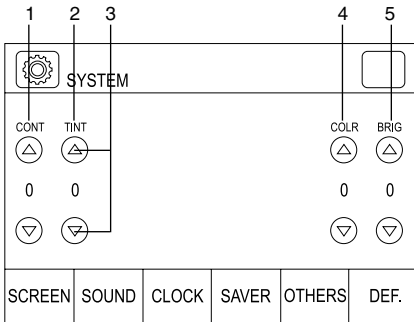 1 2 3 4 5
SYSTEM
CONT TINT COLR BRIG
0 0 0 0
SCREEN SOUND CLOCK SAVER OTHERS DEF.